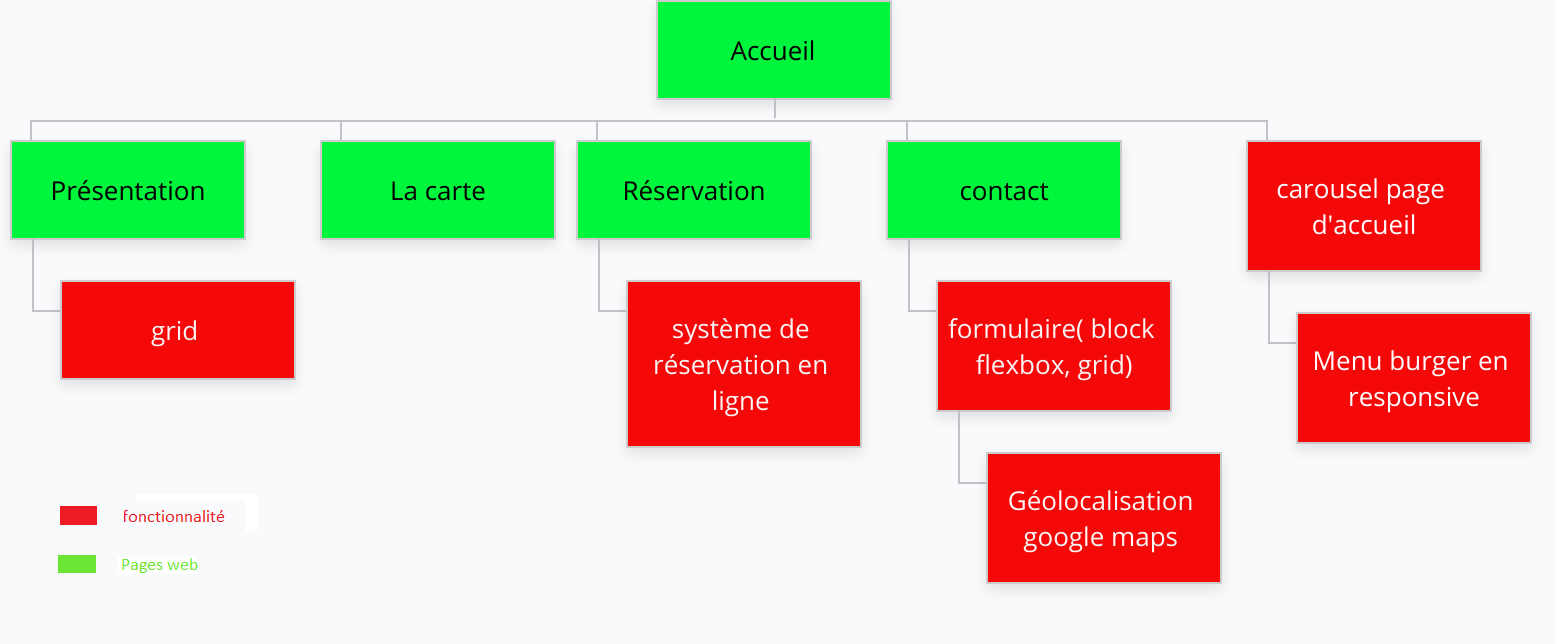 Accueil
Présentation
La carte
Réservation
contact
carousel page
d'accueil
grid
système de
réservation en
ligne
formulaire( block
flexbox, grid)
Menu burger en
responsive
Géolocalisation
google maps
fonctionnalité
Pages web